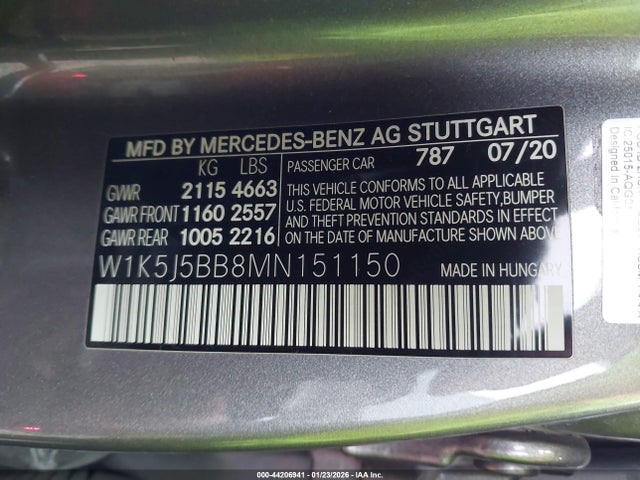 MFD BY MERCEDES-BENZ AG STUTTGART
KG LBS PASSENGER CAR 787 07/20
GVWR 2115 4663
GAWR FRONT 1160 2557
GAWR REAR 1005 2216
THIS VEHICLE CONFORMS TO ALL APPLICABLE
U.S. FEDERAL MOTOR VEHICLE SAFETY, BUMPER
AND THEFT PREVENTION STANDARDS IN EFFECT
ON THE DATE OF MANUFACTURE SHOWN ABOVE.
W1K5J5BB8MN151150 MADE IN HUNGARY
Designed in
000-44206941 - 01/23/2026 - IAA Inc.